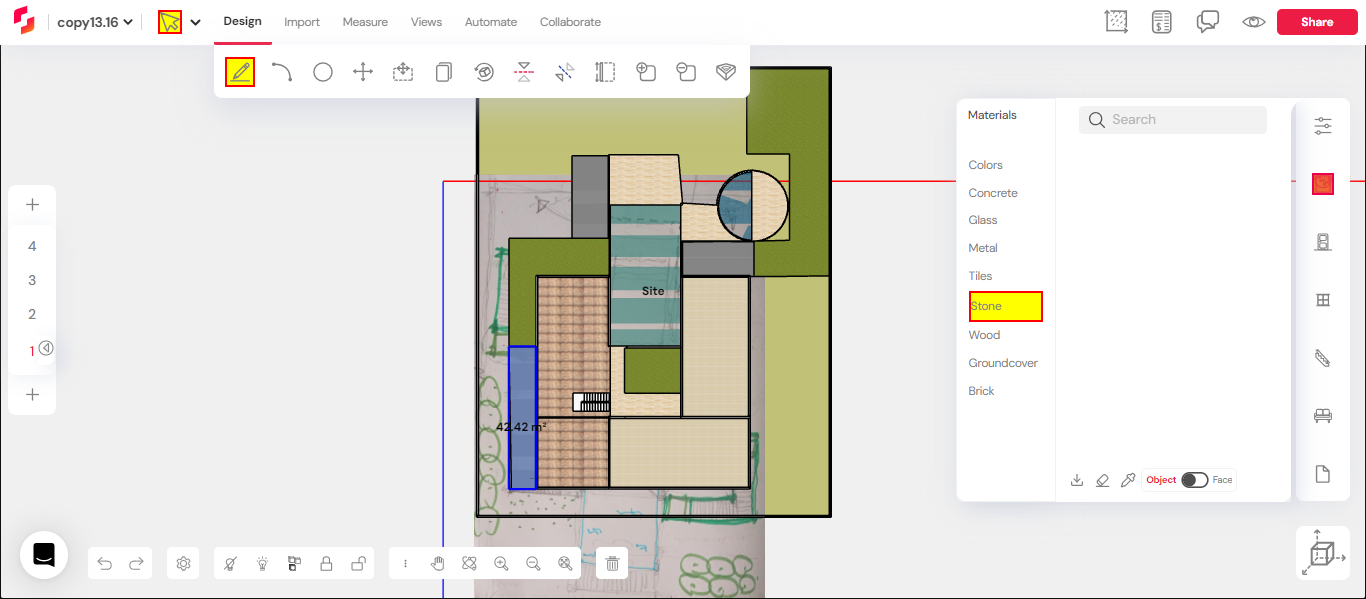 copy13.16
Design
Import
Measure
Views
Automate
Collaborate
Share
4
3
2
1
Site
42.42 m²
Materials
Search
Colors
Concrete
Glass
Metal
Tiles
Stone
Wood
Groundcover
Brick
Object
Face